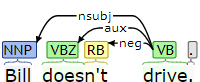 nsubj
aux
neg
NNP VBZ RB VB .
Bill doesn't drive.